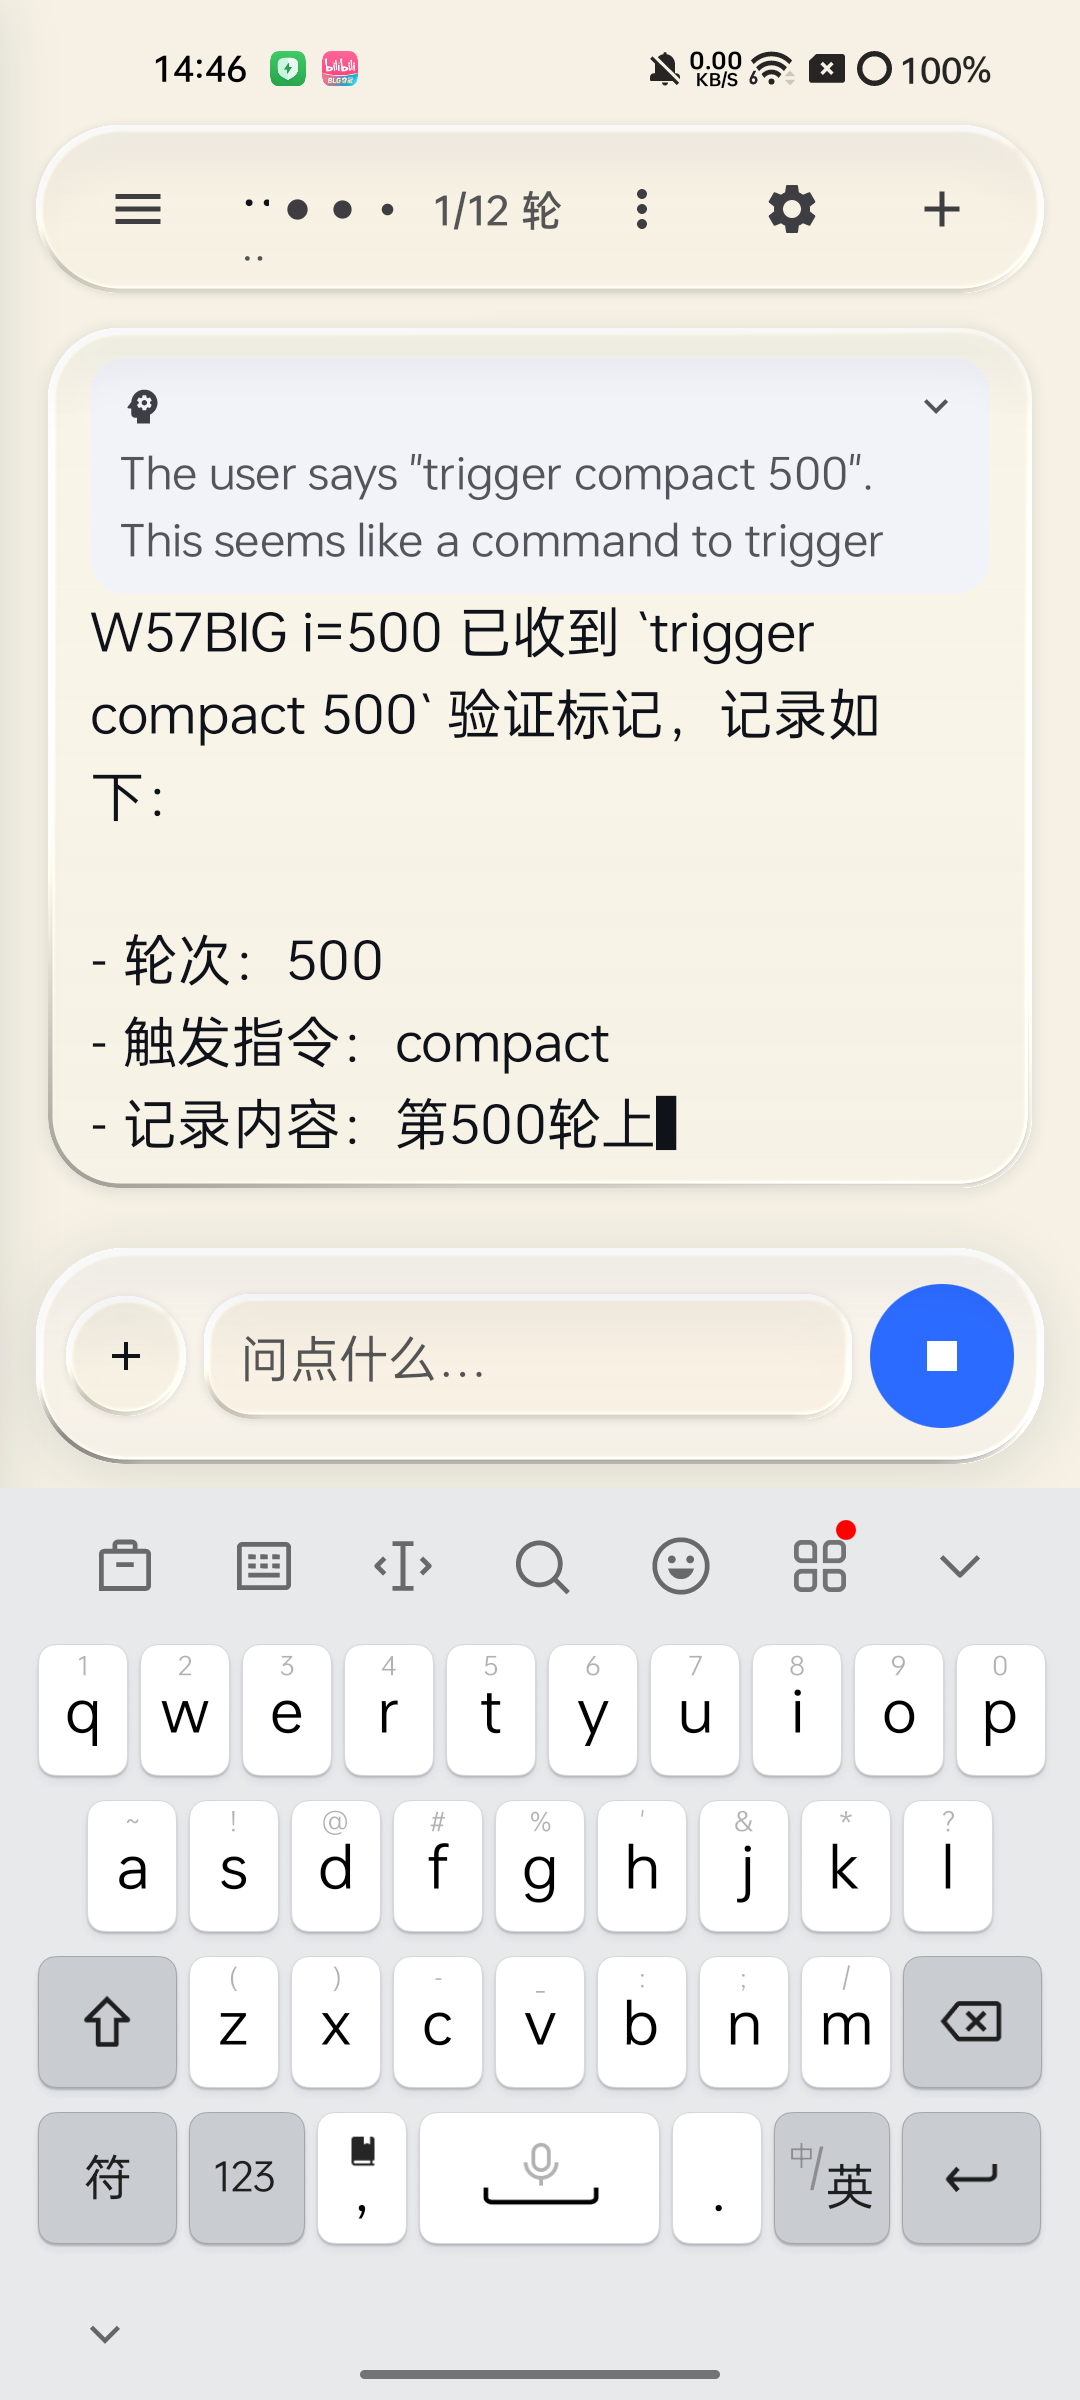 14:46
bilibili
0.00
KB/S
6
100%
1/12 轮
The user says "trigger compact 500".
This seems like a command to trigger
W57BIG i=500 已收到 `trigger
compact 500` 验证标记，记录如
下：
- 轮次：500
- 触发指令：compact
- 记录内容：第500轮上
问点什么...
1 2 3 4 5 6 7 8 9 0
q w e r t y u i o p
~ ! @ # % ' & * ?
a s d f g h j k l
( ) - _ : ; /
z x c v b n m
符 123 , . 中/英